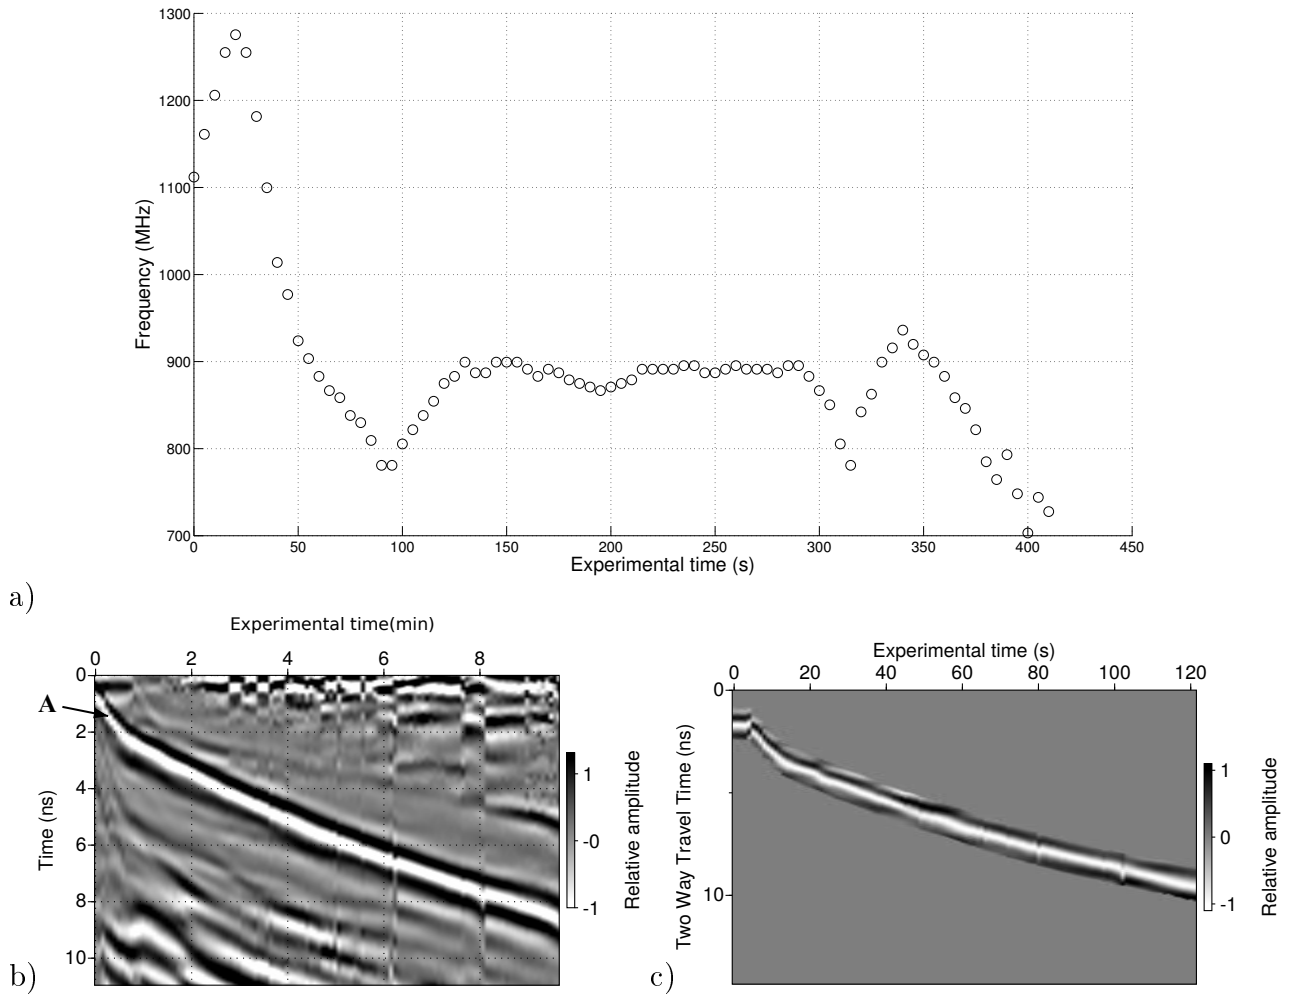 1300
1200
1100
1000
900
800
700
Frequency (MHz)
0 50 100 150 200 250 300 350 400 450
Experimental time (s)
a)
Experimental time(min)
0 2 4 6 8
0
2
4
6
8
10
A
Time (ns)
1
-0
-1
Relative amplitude
b)
Experimental time (s)
0 20 40 60 80 100 120
0
10
Two Way Travel Time (ns)
1
0
-1
Relative amplitude
c)